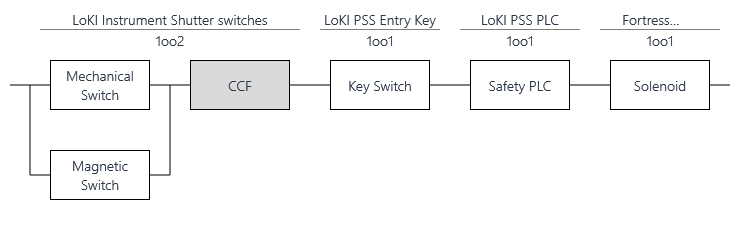 LoKI Instrument Shutter switches
1oo2
LoKI PSS Entry Key
1oo1
LoKI PSS PLC
1oo1
Fortress...
1oo1
Mechanical
Switch
CCF
Key Switch
Safety PLC
Solenoid
Magnetic
Switch